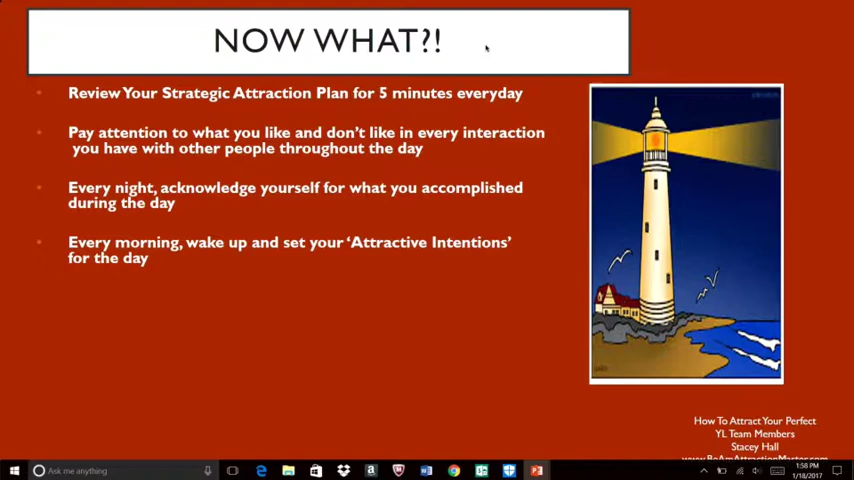 NOW WHAT?!
Review Your Strategic Attraction Plan for 5 minutes everyday
Pay attention to what you like and don't like in every interaction
you have with other people throughout the day
Every night, acknowledge yourself for what you accomplished
during the day
Every morning, wake up and set your 'Attractive Intentions'
for the day
How To Attract Your Perfect
YL Team Members
Stacey Hall
www.BeAmAttractionMaster.com
Ask me anything
1:58 PM
1/18/2017